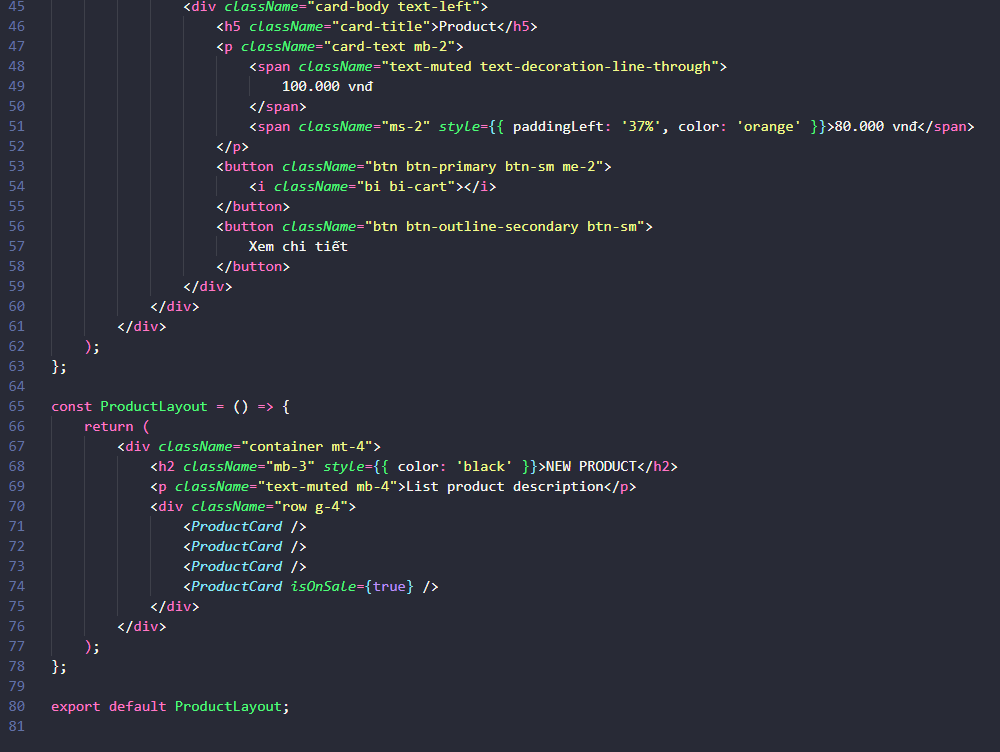 45                    <div className="card-body text-left">
46                        <h5 className="card-title">Product</h5>
47                        <p className="card-text mb-2">
48                            <span className="text-muted text-decoration-line-through">
49                                100.000 vnđ
50                            </span>
51                            <span className="ms-2" style={{ paddingLeft: '37%', color: 'orange' }}>80.000 vnđ</span>
52                        </p>
53                        <button className="btn btn-primary btn-sm me-2">
54                            <i className="bi bi-cart"></i>
55                        </button>
56                        <button className="btn btn-outline-secondary btn-sm">
57                            Xem chi tiết
58                        </button>
59                    </div>
60                </div>
61            </div>
62        );
63    };
64
65    const ProductLayout = () => {
66        return (
67            <div className="container mt-4">
68                <h2 className="mb-3" style={{ color: 'black' }}>NEW PRODUCT</h2>
69                <p className="text-muted mb-4">List product description</p>
70                <div className="row g-4">
71                    <ProductCard />
72                    <ProductCard />
73                    <ProductCard />
74                    <ProductCard isOnSale={true} />
75                </div>
76            </div>
77        );
78    };
79
80    export default ProductLayout;
81